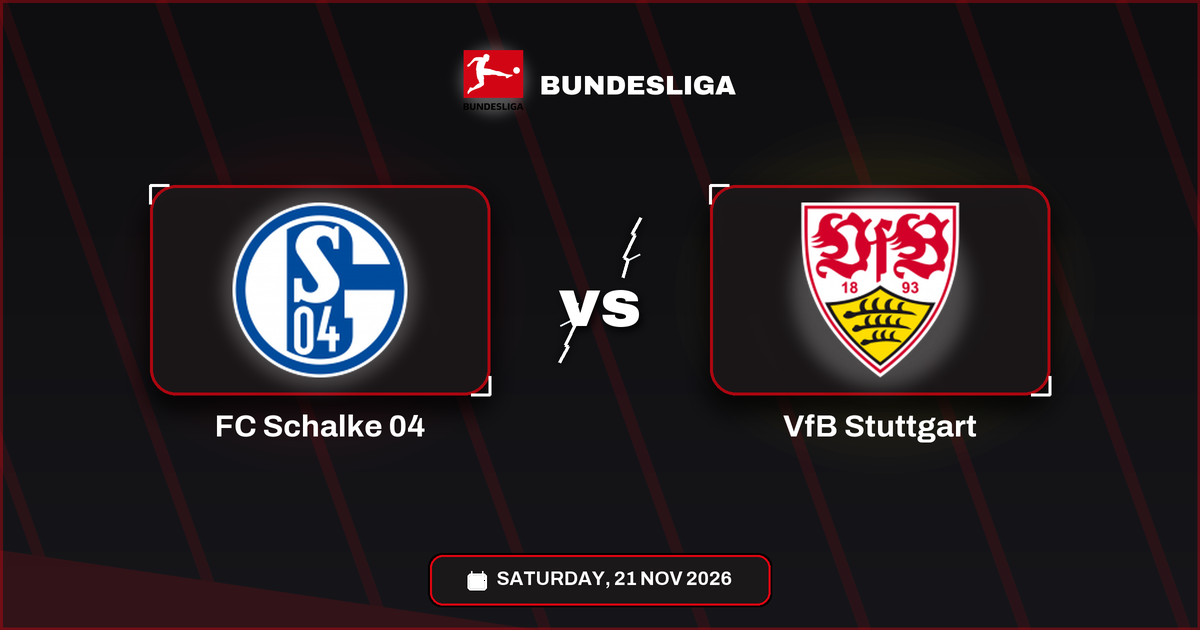 BUNDESLIGA
BUNDESLIGA
S
04
VfB
18 93
VS
FC Schalke 04
VfB Stuttgart
SATURDAY, 21 NOV 2026